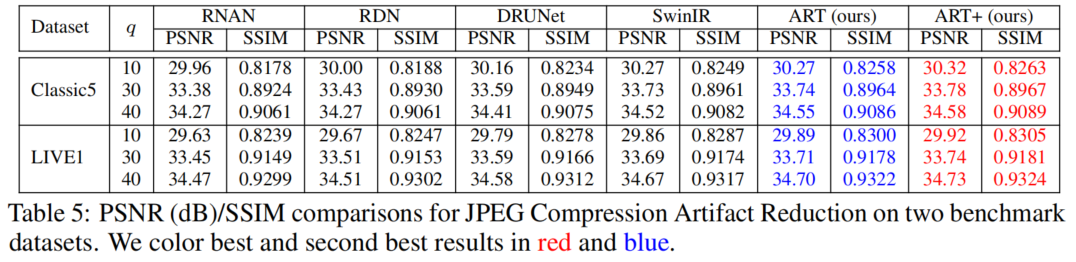 Dataset q RNAN RDN DRUNet SwinIR ART (ours) ART+ (ours)
PSNR SSIM PSNR SSIM PSNR SSIM PSNR SSIM PSNR SSIM PSNR SSIM
Classic5 10 29.96 0.8178 30.00 0.8188 30.16 0.8234 30.27 0.8249 30.27 0.8258 30.32 0.8263
30 33.38 0.8924 33.43 0.8930 33.59 0.8949 33.73 0.8961 33.74 0.8964 33.78 0.8967
40 34.27 0.9061 34.27 0.9061 34.41 0.9075 34.52 0.9082 34.55 0.9086 34.58 0.9089
LIVE1 10 29.63 0.8239 29.67 0.8247 29.79 0.8278 29.86 0.8287 29.89 0.8300 29.92 0.8305
30 33.45 0.9149 33.51 0.9153 33.59 0.9166 33.69 0.9174 33.71 0.9178 33.74 0.9181
40 34.47 0.9299 34.51 0.9302 34.58 0.9312 34.67 0.9317 34.70 0.9322 34.73 0.9324
Table 5: PSNR (dB)/SSIM comparisons for JPEG Compression Artifact Reduction on two benchmark
datasets. We color best and second best results in red and blue.